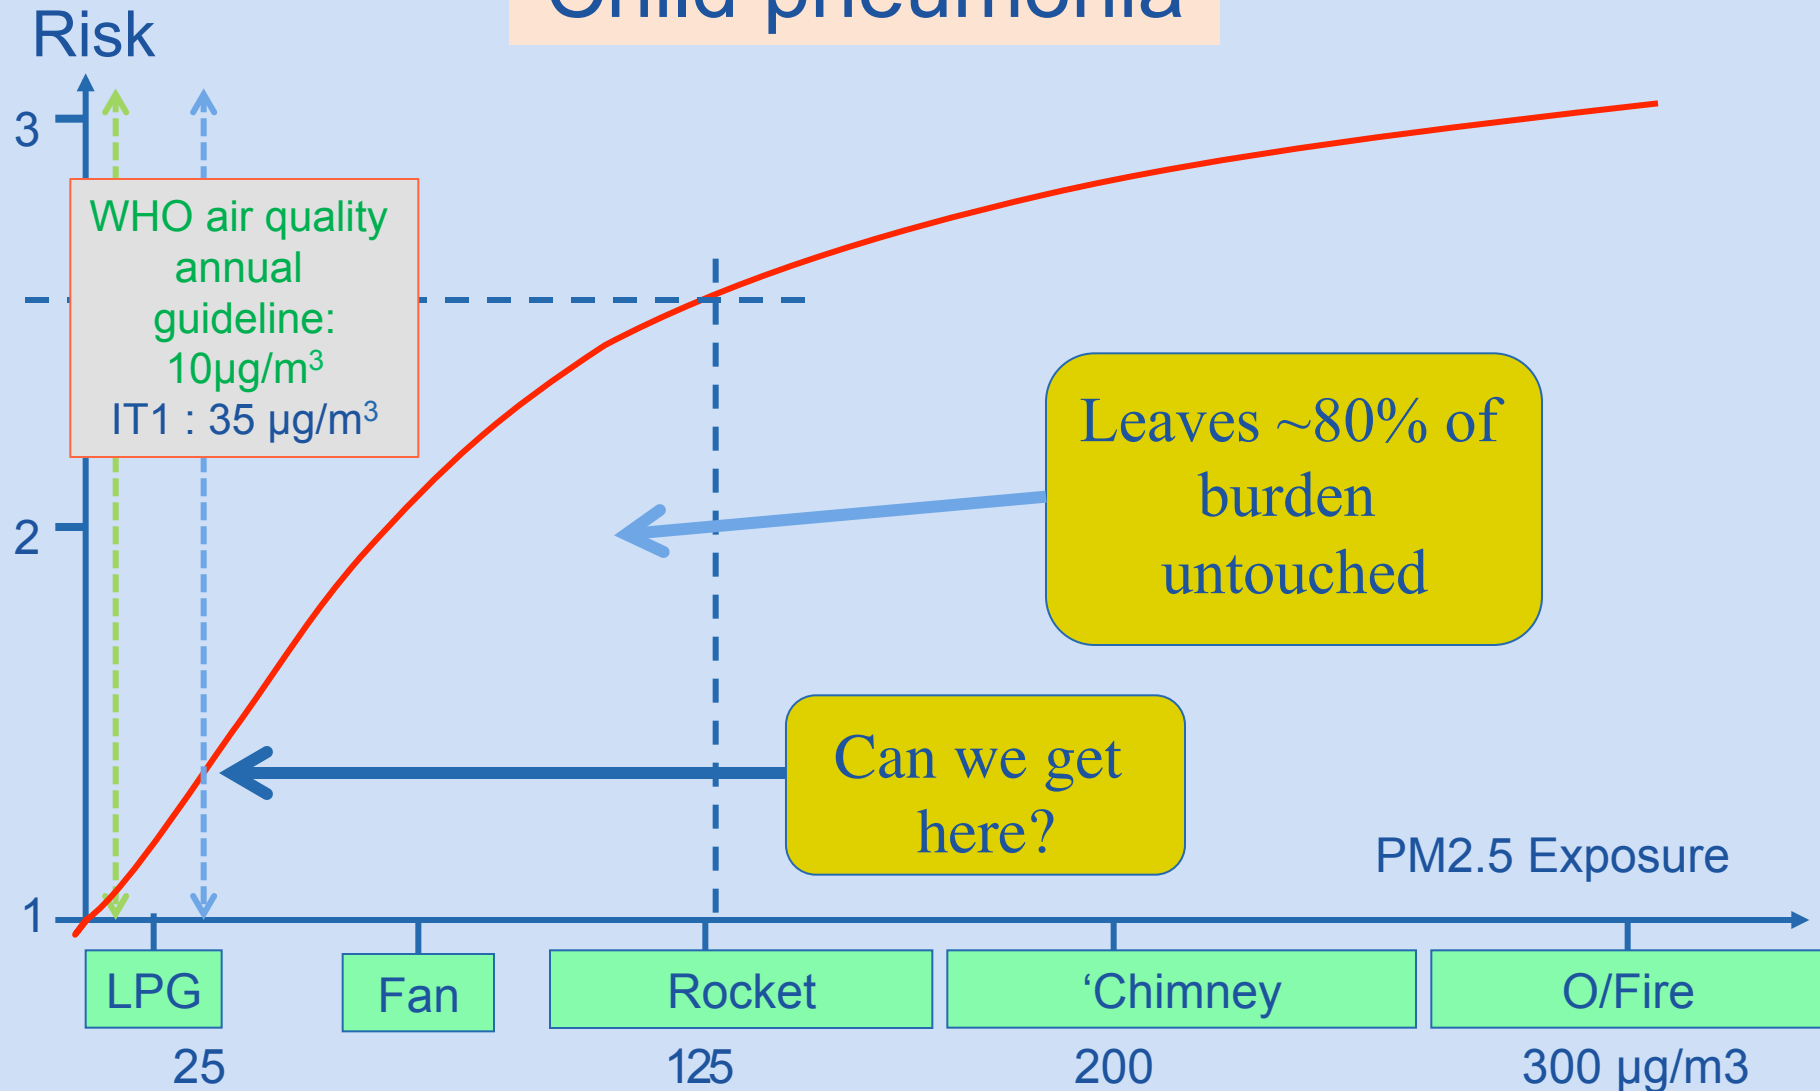 Child pneumonia
Risk
3
WHO air quality
annual
guideline:
10µg/m³
IT1 : 35 µg/m³
Leaves ~80% of
burden
untouched
2
Can we get
here?
PM2.5 Exposure
1
LPG
Fan
Rocket
‘Chimney
O/Fire
25
125
200
300 µg/m3